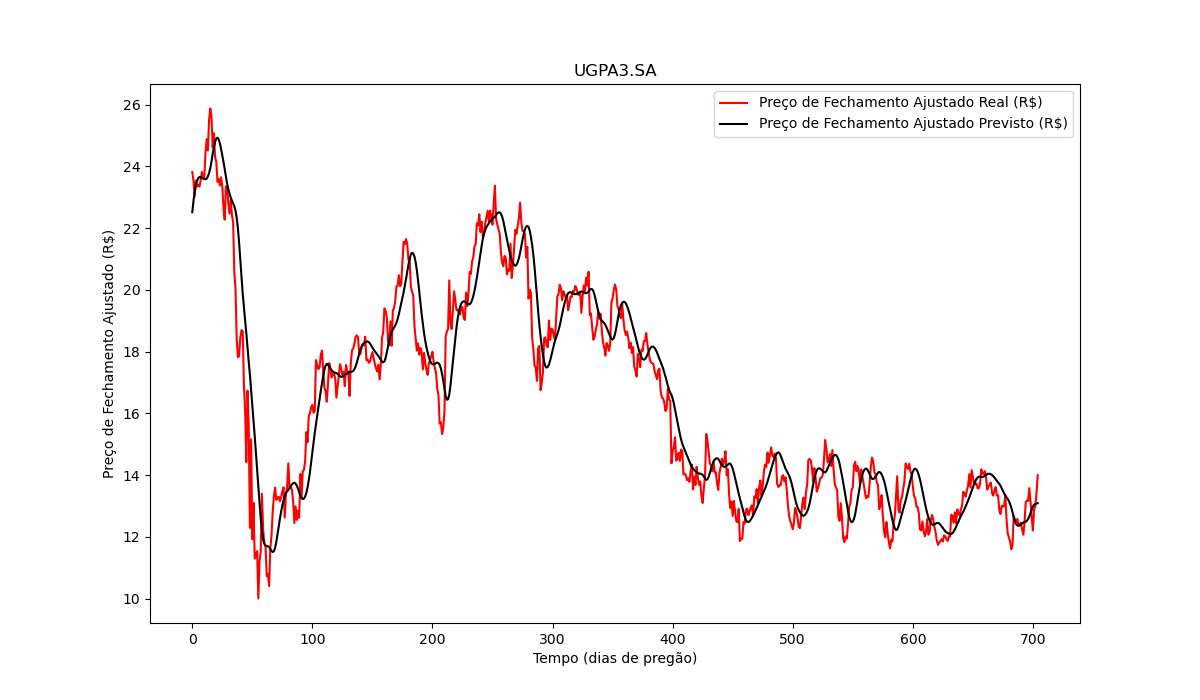 UGPA3.SA
Preço de Fechamento Ajustado Real (R$)
Preço de Fechamento Ajustado Previsto (R$)
Preço de Fechamento Ajustado (R$)
26
24
22
20
18
16
14
12
10
0 100 200 300 400 500 600 700
Tempo (dias de pregão)